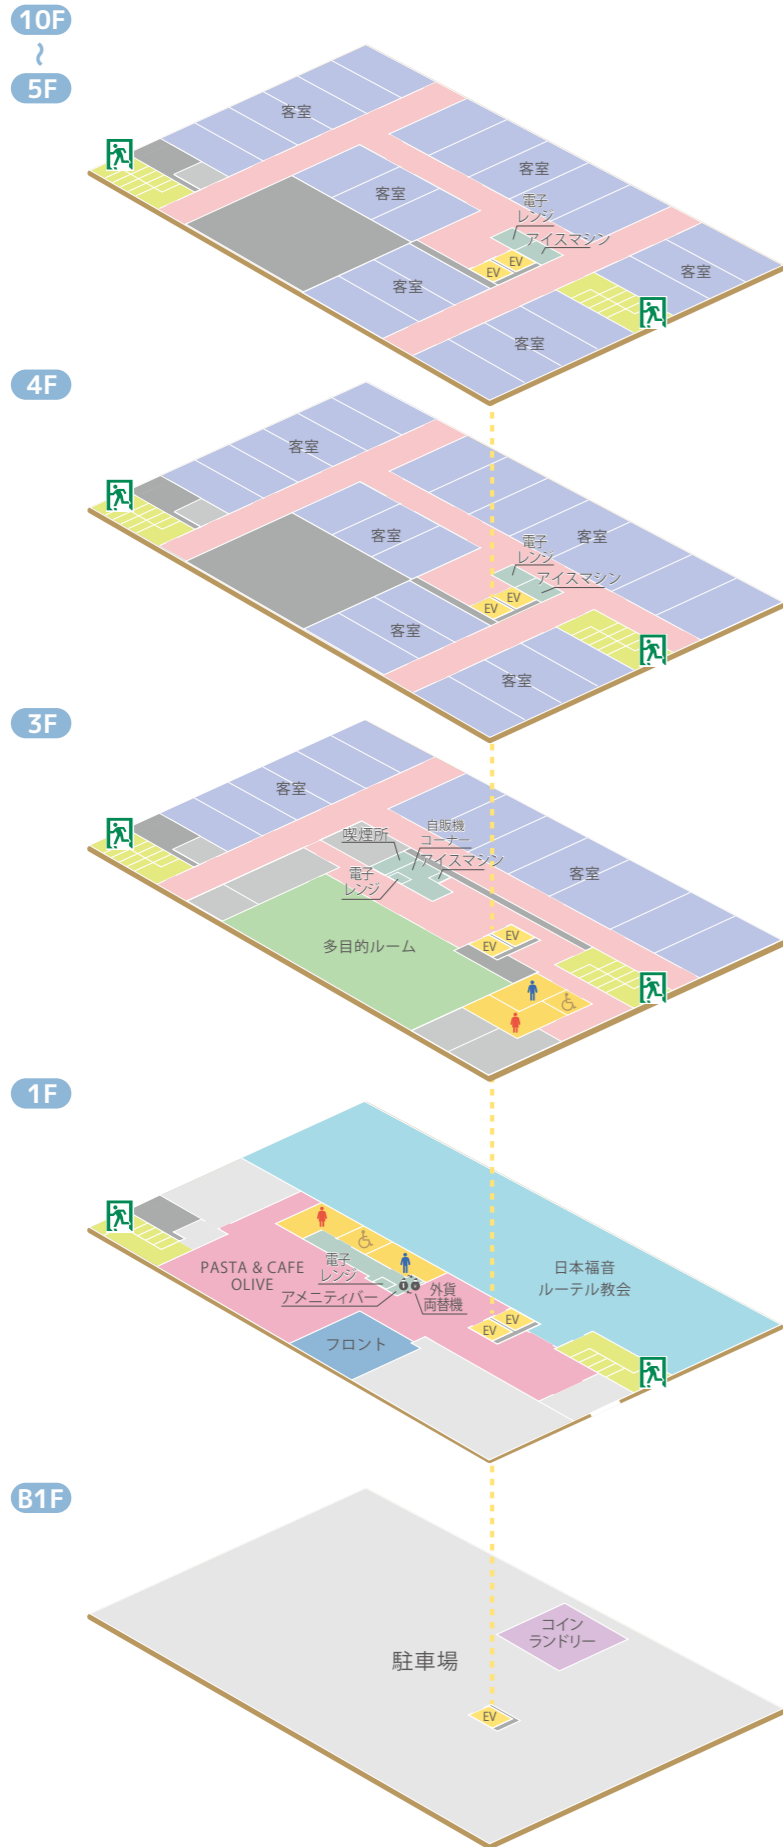 10F
～
5F
客室
客室
客室
電子
レンジ
アイスマシン
EV
EV
客室
客室
客室
4F
客室
客室
客室
電子
レンジ
アイスマシン
EV
EV
客室
客室
3F
客室
喫煙所
自販機
コーナー
アイスマシン
電子
レンジ
客室
多目的ルーム
EV
EV
1F
PASTA & CAFE
OLIVE
電子
レンジ
アメニティバー
外貨
両替機
日本福音
ルーテル教会
EV
EV
フロント
B1F
コイン
ランドリー
駐車場
EV